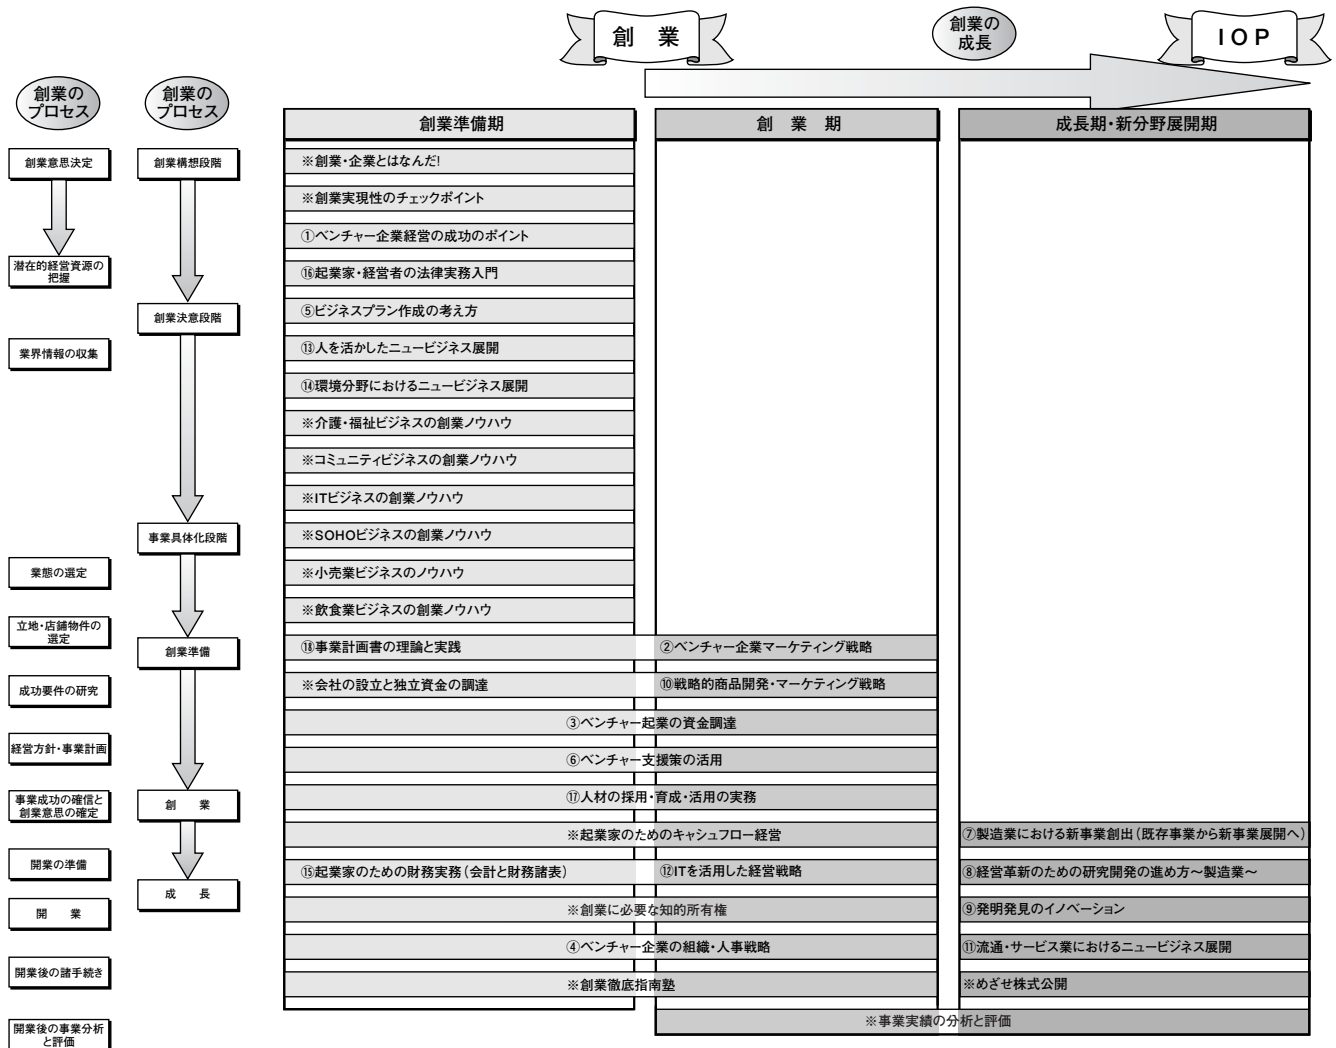 創　業
創業の
成長
IOP
創業の
プロセス
創業意思決定
潜在的経営資源の
把握
業界情報の収集
業態の選定
立地・店舗物件の
選定
成功要件の研究
経営方針・事業計画
事業成功の確信と
創業意思の確定
開業の準備
開　業
開業後の諸手続き
開業後の事業分析
と評価
創業の
プロセス
創業構想段階
創業決意段階
事業具体化段階
創業準備
創　業
成　長
創業準備期
創　業　期
成長期・新分野展開期
※創業・企業とはなんだ!
※創業実現性のチェックポイント
①ベンチャー企業経営の成功のポイント
⑯起業家・経営者の法律実務入門
⑤ビジネスプラン作成の考え方
⑬人を活かしたニュービジネス展開
⑭環境分野におけるニュービジネス展開
※介護・福祉ビジネスの創業ノウハウ
※コミュニティビジネスの創業ノウハウ
※ITビジネスの創業ノウハウ
※SOHOビジネスの創業ノウハウ
※小売業ビジネスのノウハウ
※飲食業ビジネスの創業ノウハウ
⑱事業計画書の理論と実践
②ベンチャー企業マーケティング戦略
※会社の設立と独立資金の調達
⑩戦略的商品開発・マーケティング戦略
③ベンチャー起業の資金調達
⑥ベンチャー支援策の活用
⑰人材の採用・育成・活用の実務
※起業家のためのキャシュフロー経営
⑦製造業における新事業創出(既存事業から新事業展開へ)
⑮起業家のための財務実務(会計と財務諸表)
⑫ITを活用した経営戦略
⑧経営革新のための研究開発の進め方～製造業～
※創業に必要な知的所有権
⑨発明発見のイノベーション
④ベンチャー企業の組織・人事戦略
⑪流通・サービス業におけるニュービジネス展開
※創業徹底指南塾
※めざせ株式公開
※事業実績の分析と評価